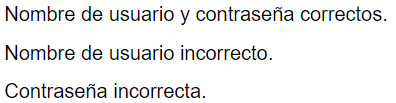 Nombre de usuario y contraseña correctos.
Nombre de usuario incorrecto.
Contraseña incorrecta.